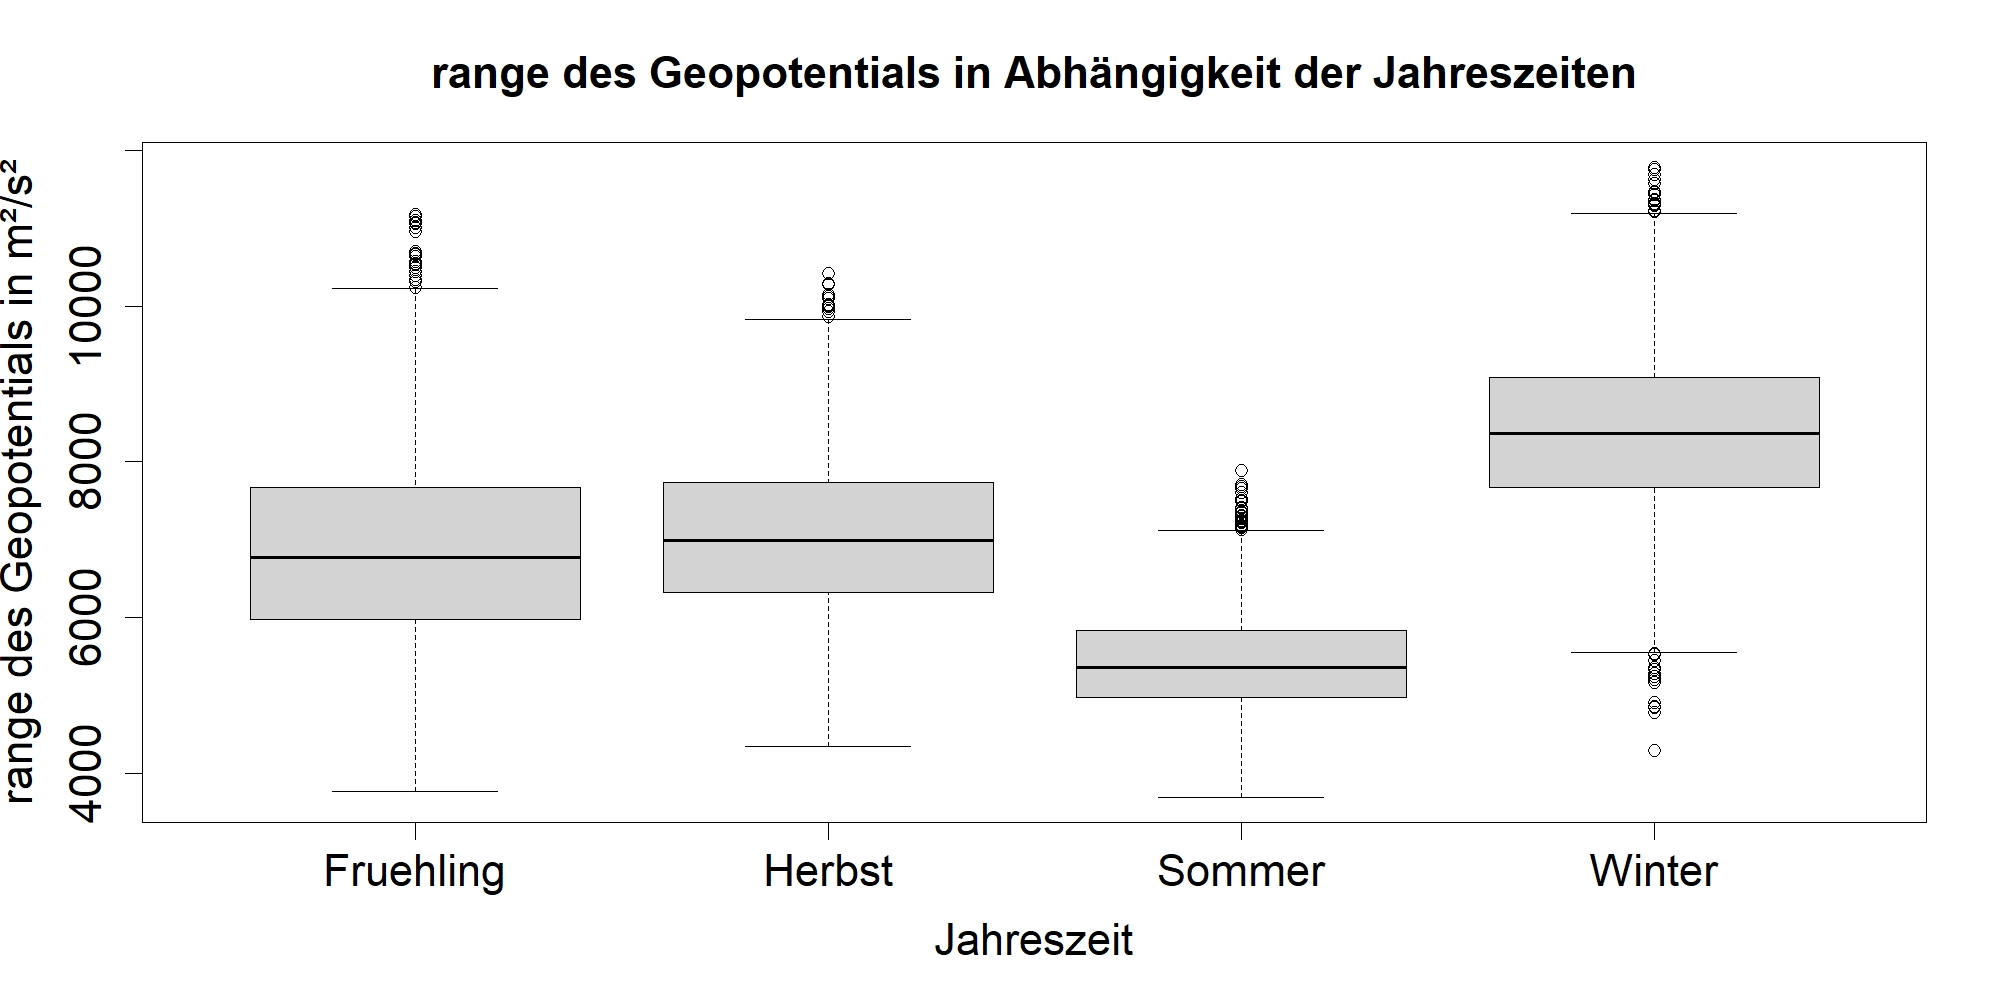 range des Geopotentials in Abhängigkeit der Jahreszeiten
range des Geopotentials in m²/s²
10000
8000
6000
4000
Fruehling
Herbst
Sommer
Winter
Jahreszeit